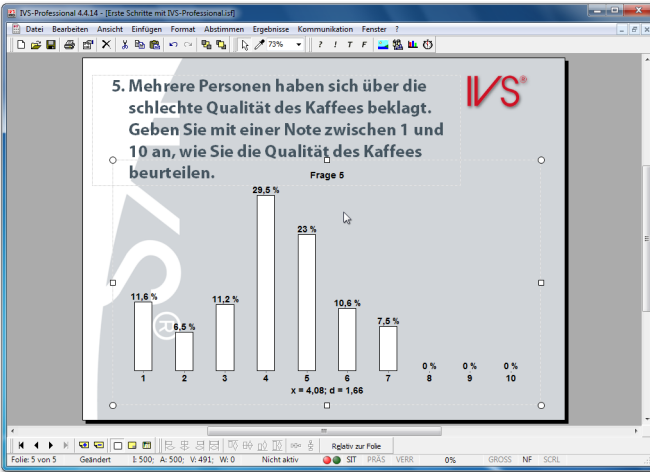 IVS-Professional 4.4.14 - [Erste Schritte mit IVS-Professional.isf]
Datei Bearbeiten Ansicht Einfügen Format Abstimmen Ergebnisse Kommunikation Fenster ?
73% ? ! T F
5. Mehrere Personen haben sich über die
schlechte Qualität des Kaffees beklagt.
Geben Sie mit einer Note zwischen 1 und
10 an, wie Sie die Qualität des Kaffees
beurteilen.
IVS®
Frage 5
11,6 % 6,5 % 11,2 % 29,5 % 23 % 10,6 % 7,5 % 0 % 0 % 0 %
1 2 3 4 5 6 7 8 9 10
x = 4,08; d = 1,66
Relativ zur Folie
Folie: 5 von 5 Geändert I: 500; A: 500; V: 491; W: 0 Nicht aktiv SIT PRÄS VERR 0% GROSS NF SCRL